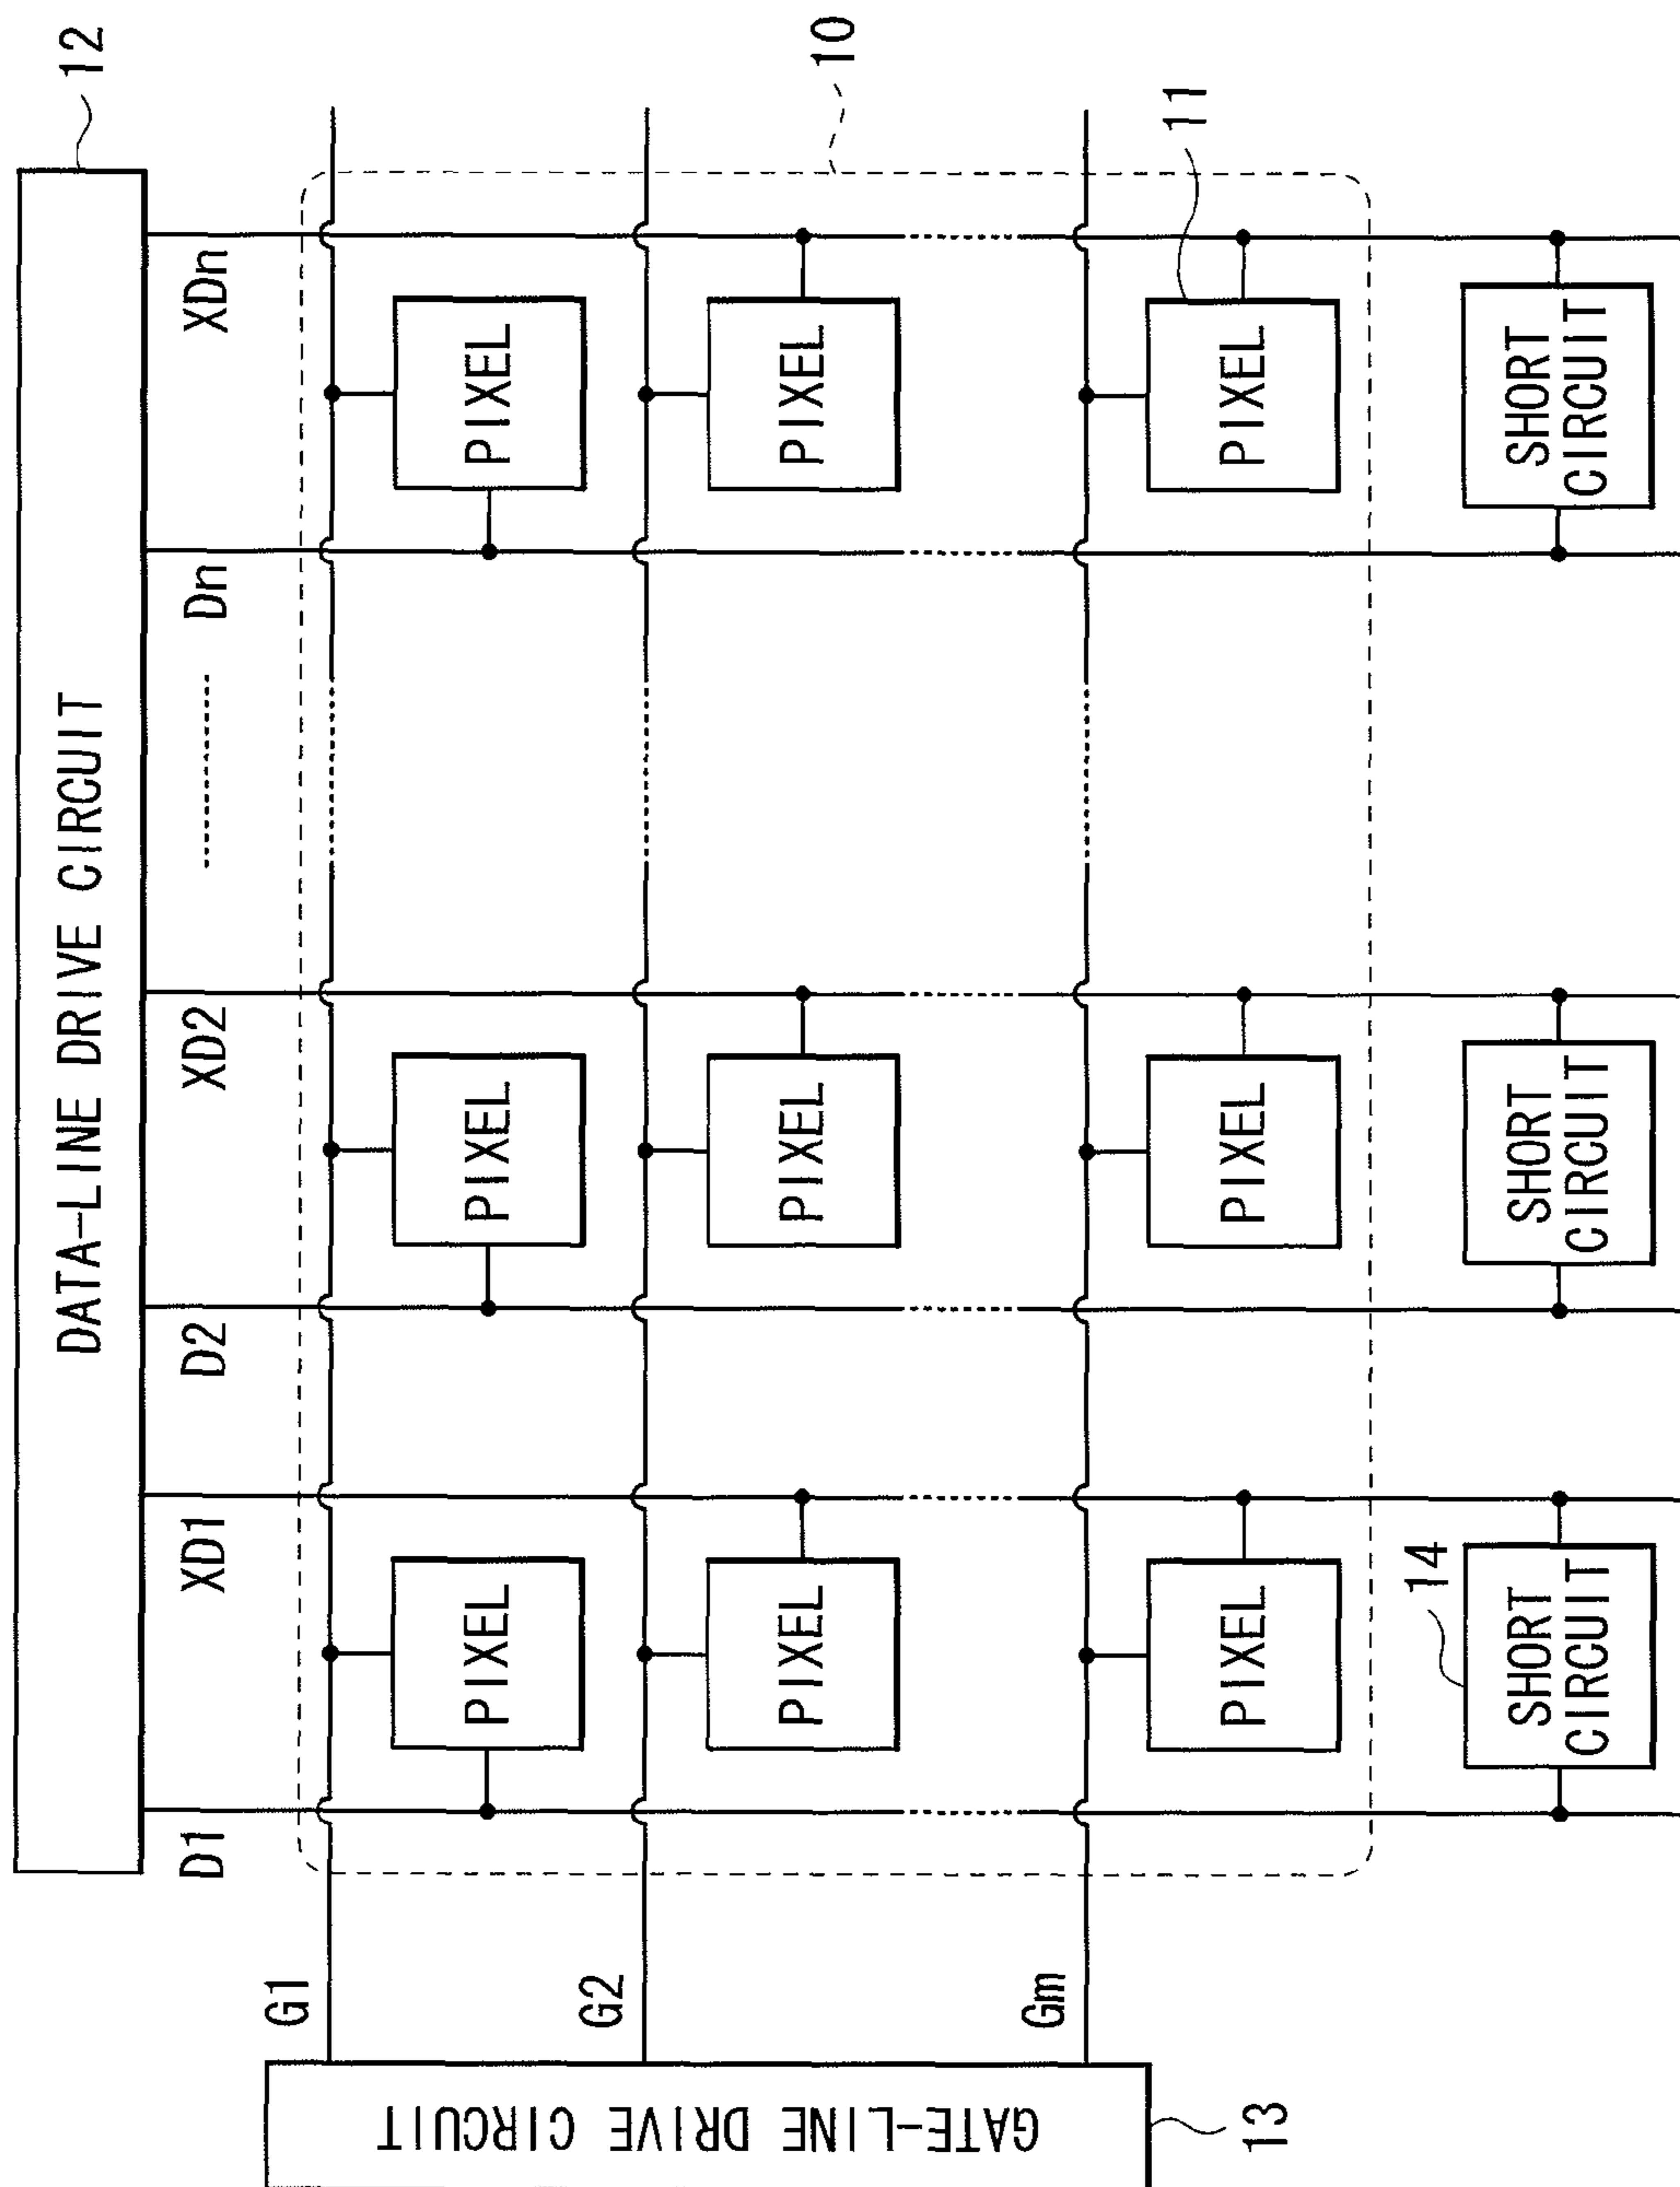 DATA-LINE DRIVE CIRCUIT
12
D1
XD1
D2
XD2
Dn
XDn
10
G1
PIXEL
PIXEL
PIXEL
G2
PIXEL
PIXEL
PIXEL
11
Gm
PIXEL
PIXEL
PIXEL
GATE-LINE DRIVE CIRCUIT
13
14
SHORT
CIRCUIT
SHORT
CIRCUIT
SHORT
CIRCUIT